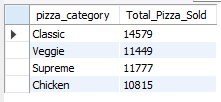 pizza_category Total_Pizza_Sold
Classic 14579
Veggie 11449
Supreme 11777
Chicken 10815